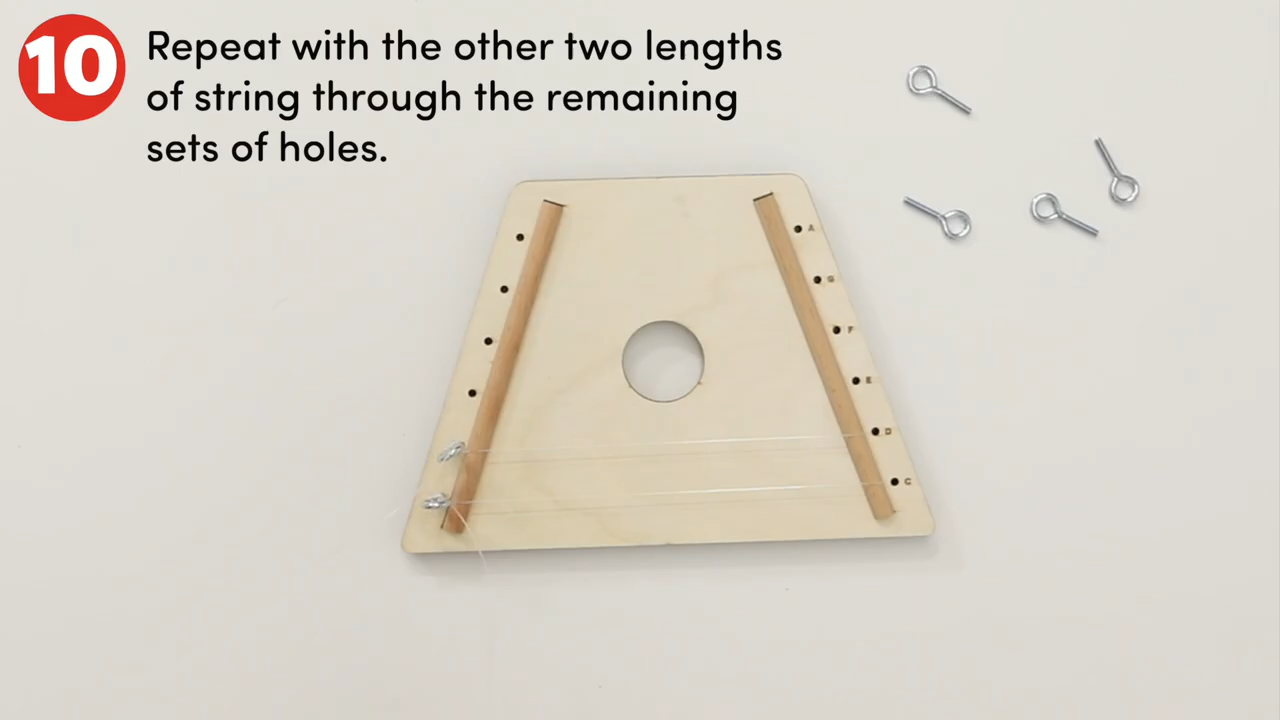 10
Repeat with the other two lengths
of string through the remaining
sets of holes.
A
G
F
E
D
C